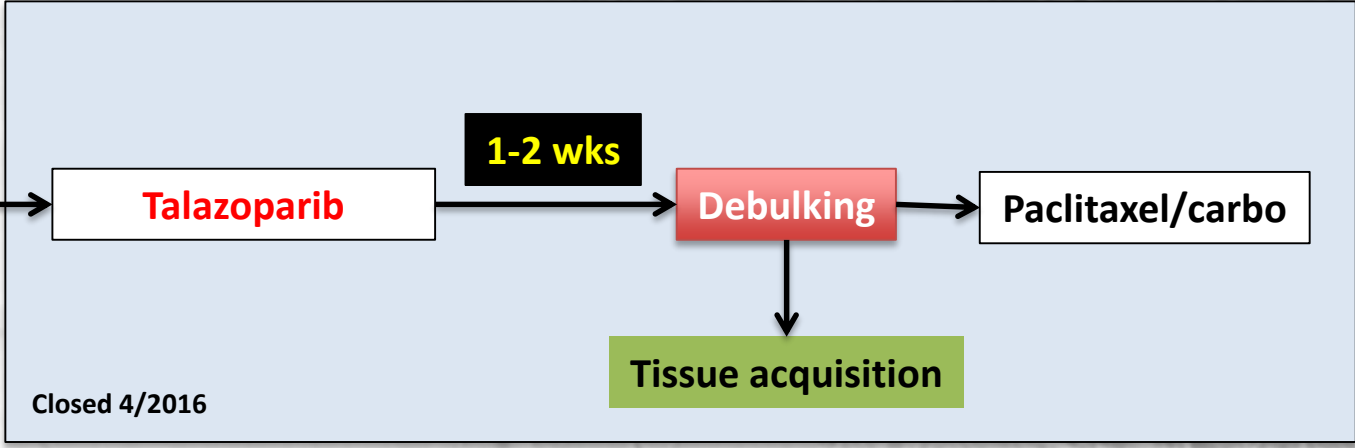 1-2 wks
Talazoparib
Debulking
Paclitaxel/carbo
Tissue acquisition
Closed 4/2016